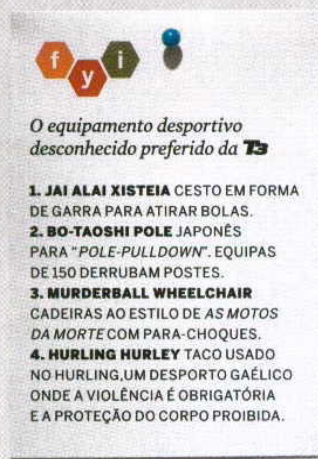 fyi
O equipamento desportivo
desconhecido preferido da T3
1. JAI ALAI XISTEIA CESTO EM FORMA
DE GARRA PARA ATIRAR BOLAS.
2. BO-TAOSHI POLE JAPONÊS
PARA "POLE-PULLDOWN". EQUIPAS
DE 150 DERRUBAM POSTES.
3. MURDERBALL WHEELCHAIR
CADEIRAS AO ESTILO DE AS MOTOS
DA MORTE COM PARA-CHOQUES.
4. HURLING HURLEY TACO USADO
NO HURLING,UM DESPORTO GAÉLICO
ONDE A VIOLÊNCIA É OBRIGATÓRIA
E A PROTEÇÃO DO CORPO PROIBIDA.